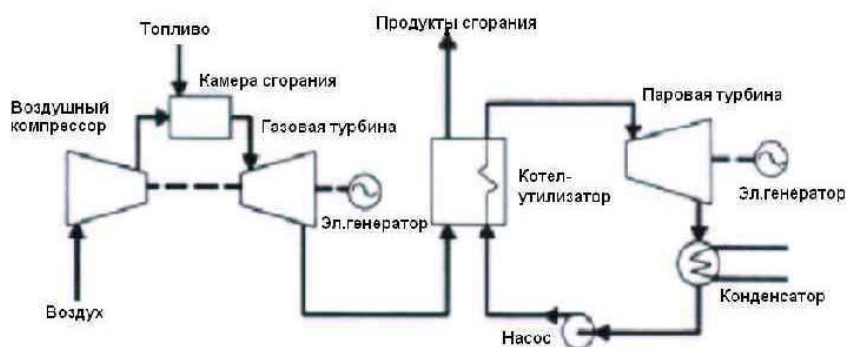 Продукты сгорания
Топливо
Камера сгорания
Воздушный
компрессор
Газовая турбина
Паровая турбина
Котел-
утилизатор
Эл.генератор
Эл.генератор
Конденсатор
Воздух
Насос